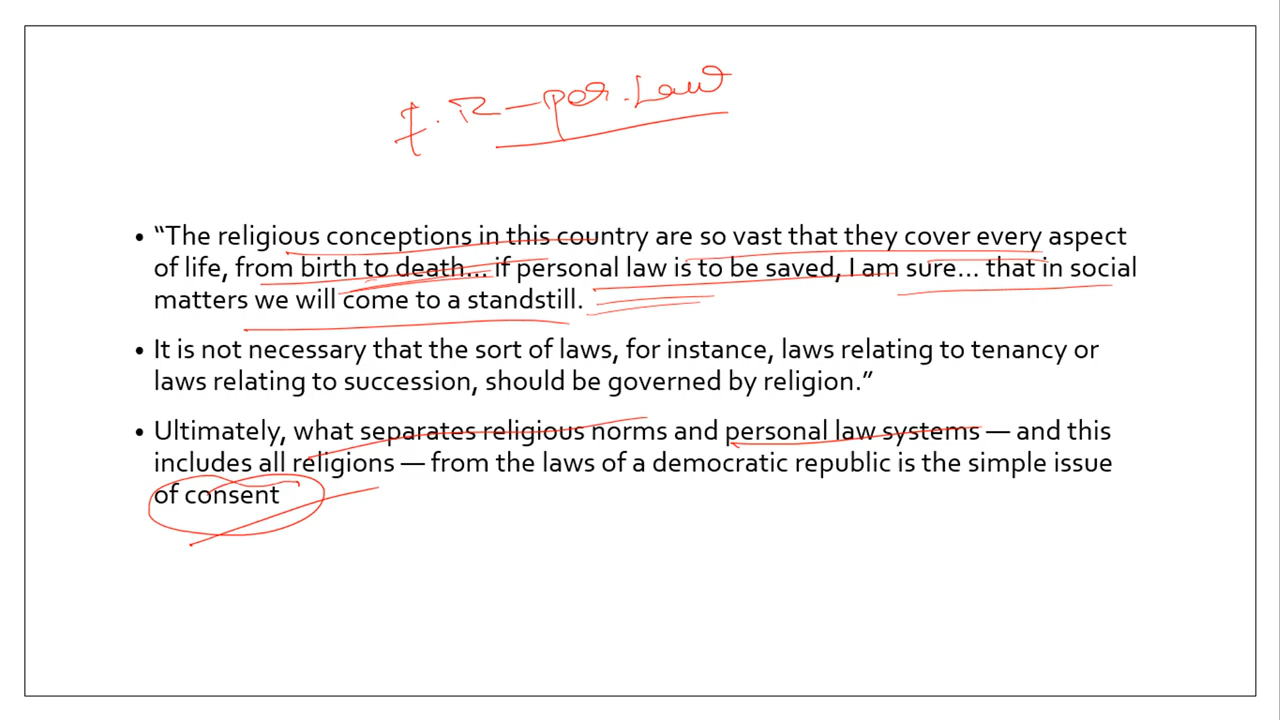 F.R - per.Law
• “The religious conceptions in this country are so vast that they cover every aspect
of life, from birth to death… if personal law is to be saved, I am sure… that in social
matters we will come to a standstill.
• It is not necessary that the sort of laws, for instance, laws relating to tenancy or
laws relating to succession, should be governed by religion.”
• Ultimately, what separates religious norms and personal law systems — and this
includes all religions — from the laws of a democratic republic is the simple issue
of consent